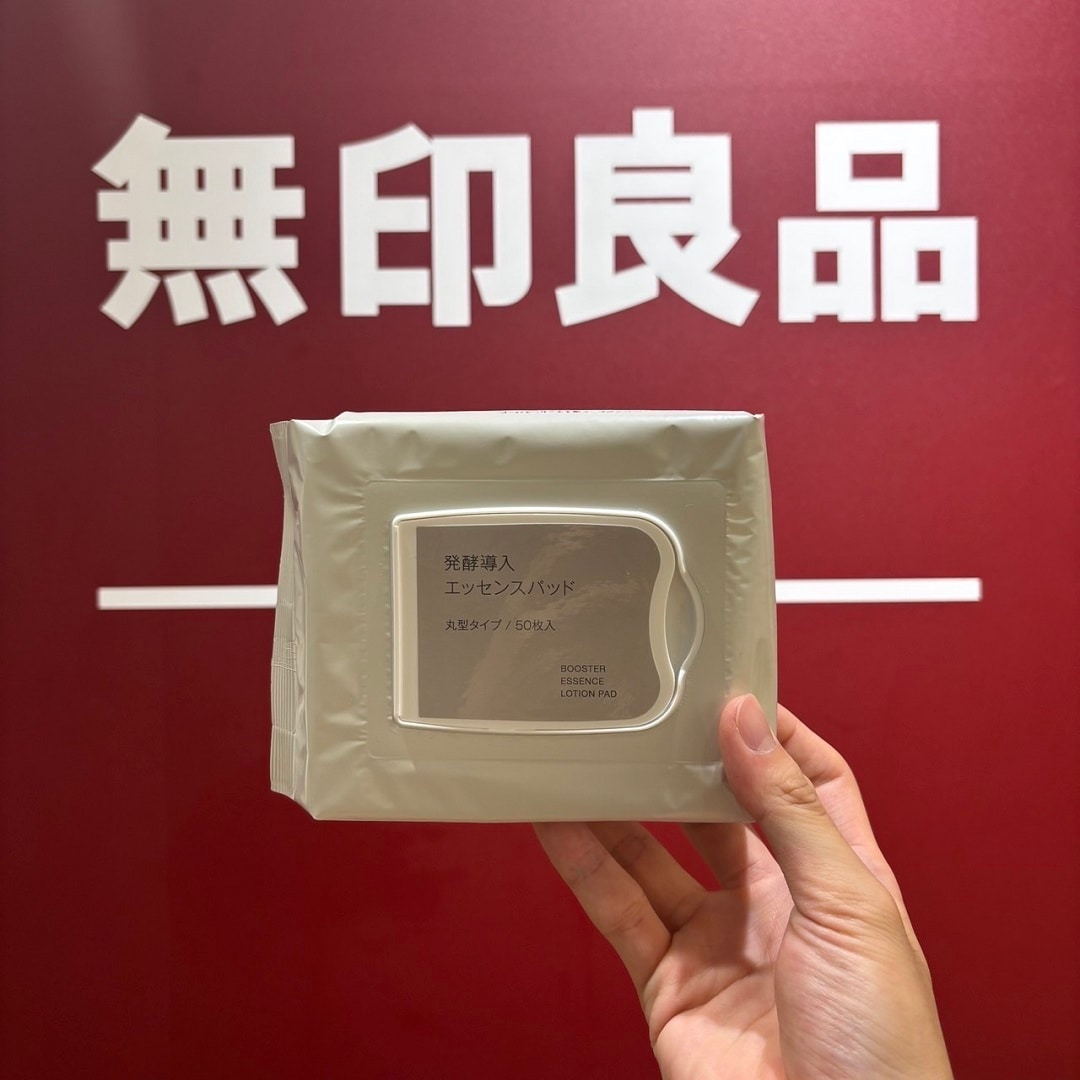 無印良品
発酵導入
エッセンスパッド
丸型タイプ / 50枚入
BOOSTER
ESSENCE
LOTION PAD